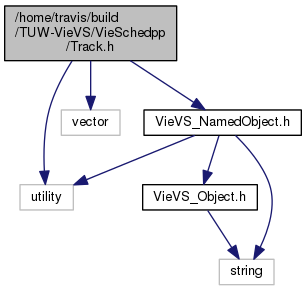 /home/travis/build
/TUW-VieVS/VieSchedpp
/Track.h
vector
VieVS_NamedObject.h
utility
VieVS_Object.h
string